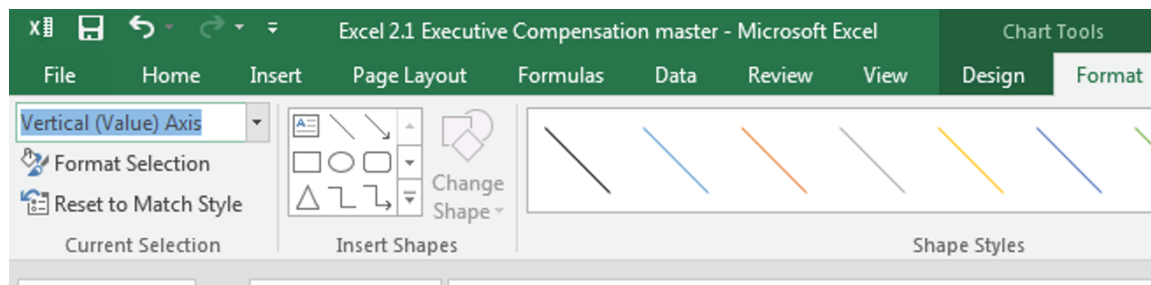 Excel 2.1 Executive Compensation master - Microsoft Excel
Chart Tools
File Home Insert Page Layout Formulas Data Review View Design Format
Vertical (Value) Axis
Format Selection
Reset to Match Style
Current Selection
Change
Shape
Insert Shapes
Shape Styles